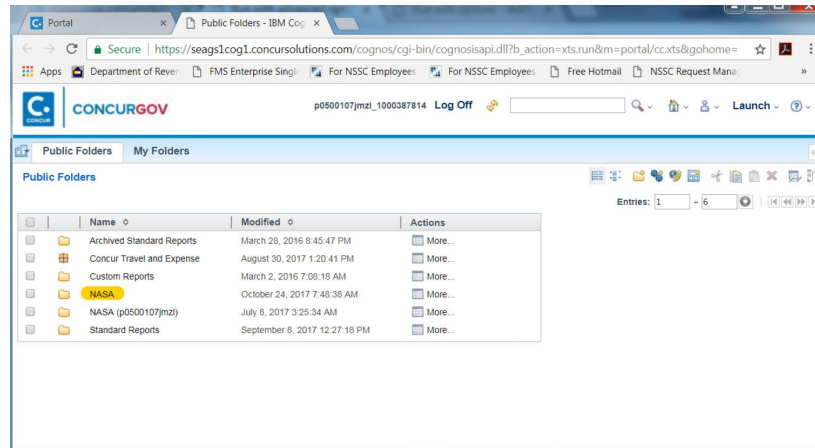 Portal
Public Folders - IBM Cog
Secure | https://seags1cog1.concursolutions.com/cognos/cgi-bin/cognosisapi.dll?b_action=xts.run&m=portal/cc.xts&gohome=
Apps Department of Reven FMS Enterprise Single For NSSC Employees For NSSC Employees Free Hotmail NSSC Request Manag »
C. CONCUR CONCURGOV p0500107jmzl_1000387814 Log Off Launch
Public Folders My Folders
Public Folders
Entries: 1 - 6
Name Modified Actions
Archived Standard Reports March 28, 2016 8:45:47 PM More...
Concur Travel and Expense August 30, 2017 1:20:41 PM More...
Custom Reports March 2, 2016 7:08:18 AM More...
NASA October 24, 2017 7:48:38 AM More...
NASA (p0500107jmzl) July 8, 2017 3:25:34 AM More...
Standard Reports September 8, 2017 12:27:18 PM More...